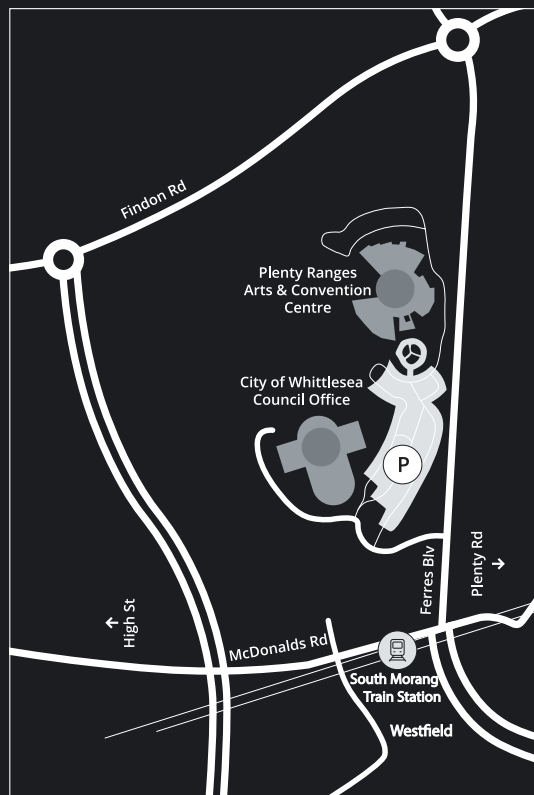 Findon Rd
Plenty Ranges
Arts & Convention
Centre
City of Whittlesea
Council Office
P
Ferres Blv
Plenty Rd
→
←
High St
McDonalds Rd
South Morang
Train Station
Westfield